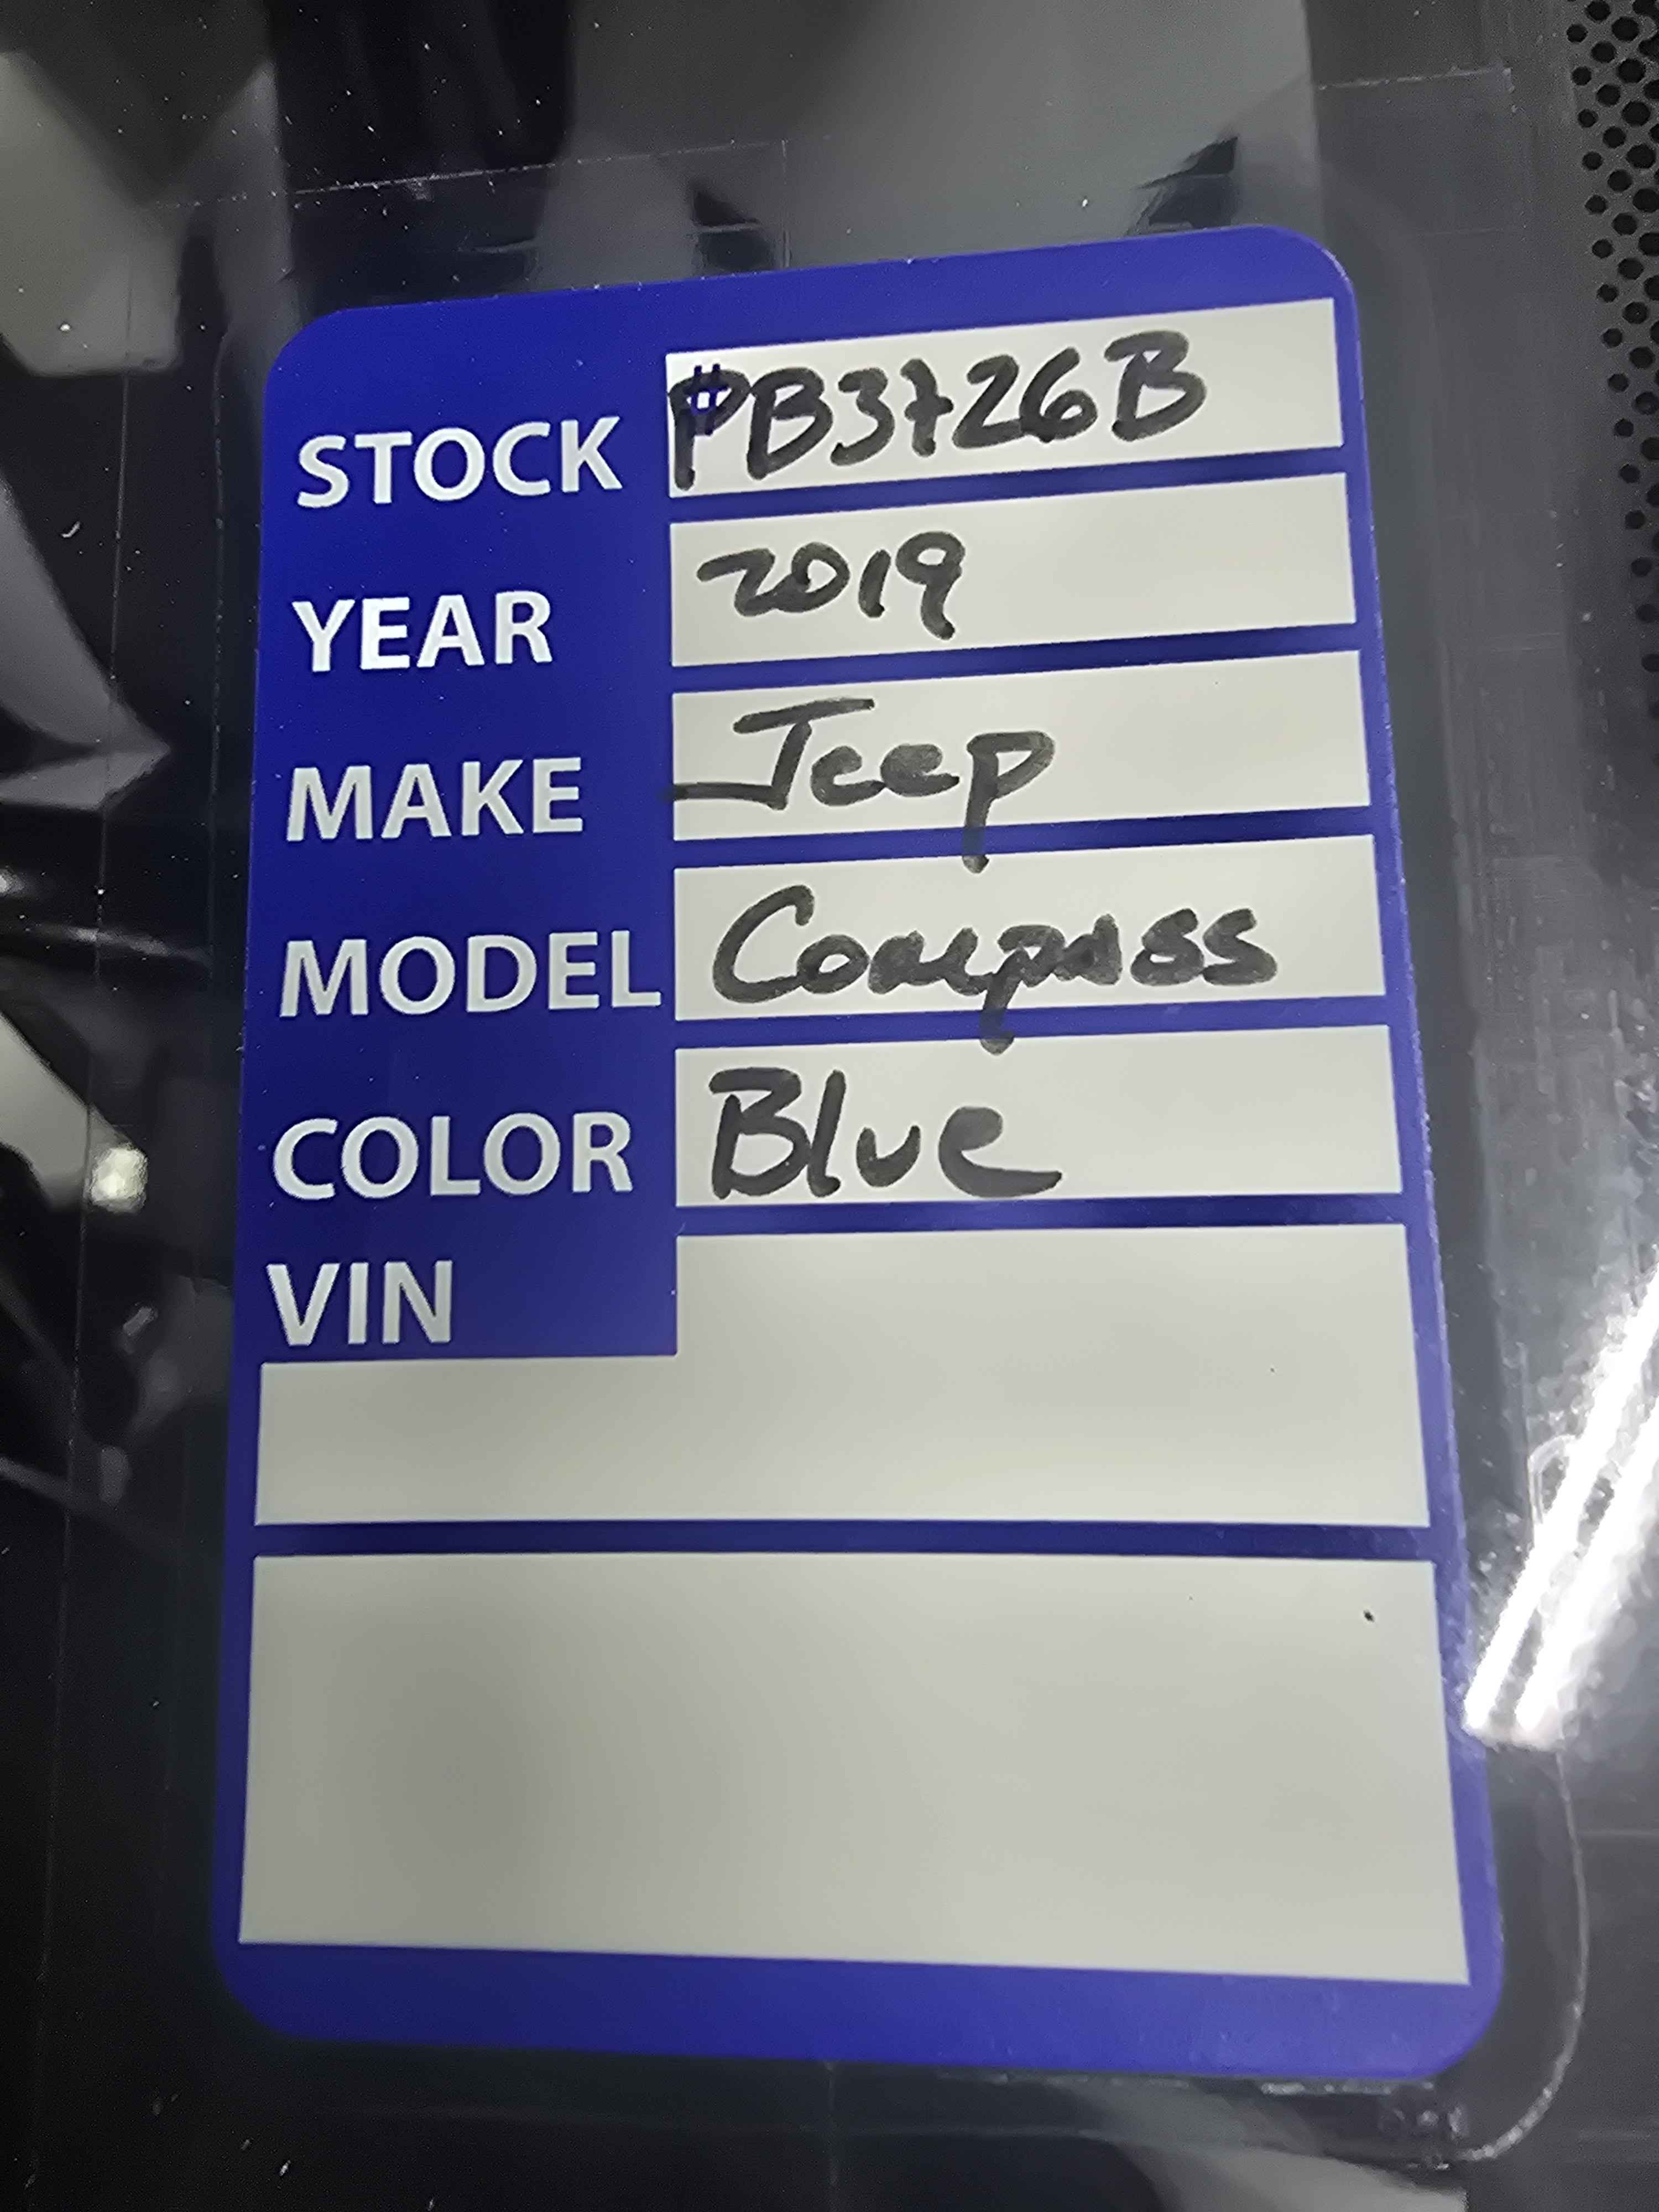 STOCK #PB3726B
YEAR 2019
MAKE Jeep
MODEL Compass
COLOR Blue
VIN